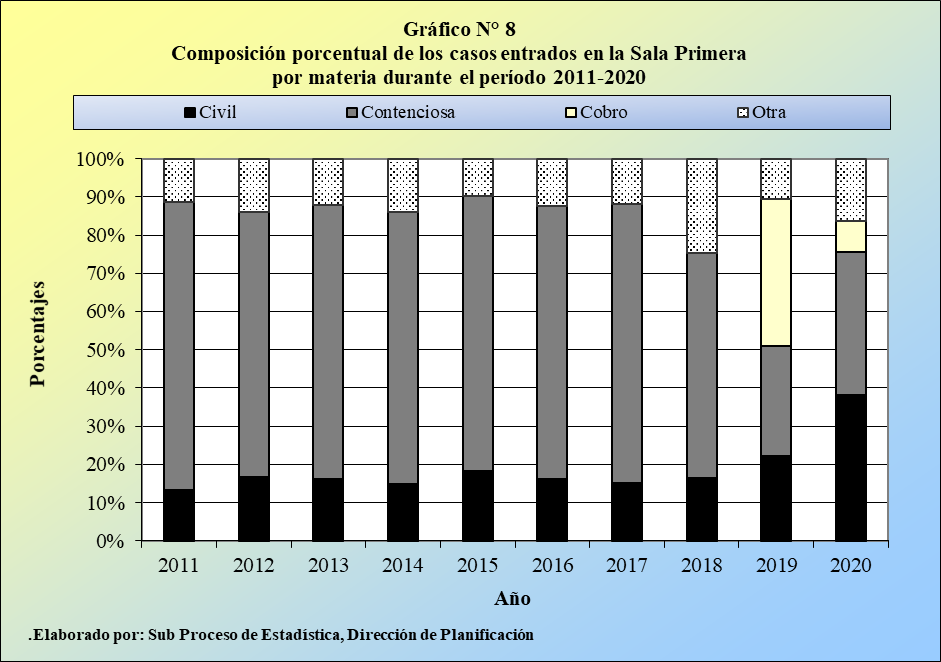 Gráfico N° 8
Composición porcentual de los casos entrados en la Sala Primera
por materia durante el período 2011-2020
Civil Contenciosa Cobro Otra
100%
90%
80%
70%
60%
50%
40%
30%
20%
10%
0%
Porcentajes
2011 2012 2013 2014 2015 2016 2017 2018 2019 2020
Año
.Elaborado por: Sub Proceso de Estadística, Dirección de Planificación